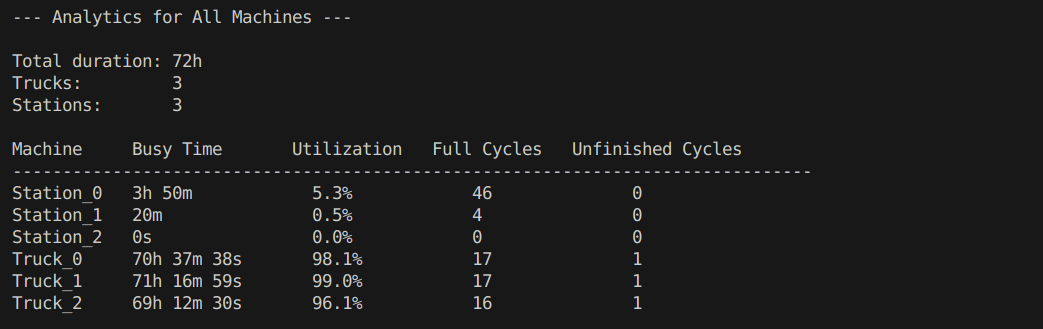 --- Analytics for All Machines ---
Total duration: 72h
Trucks:         3
Stations:       3
Machine     Busy Time       Utilization   Full Cycles   Unfinished Cycles
--------------------------------------------------------------------------------
Station_0   3h 50m            5.3%            46              0
Station_1   20m               0.5%            4               0
Station_2   0s                0.0%            0               0
Truck_0     70h 37m 38s       98.1%           17              1
Truck_1     71h 16m 59s       99.0%           17              1
Truck_2     69h 12m 30s       96.1%           16              1